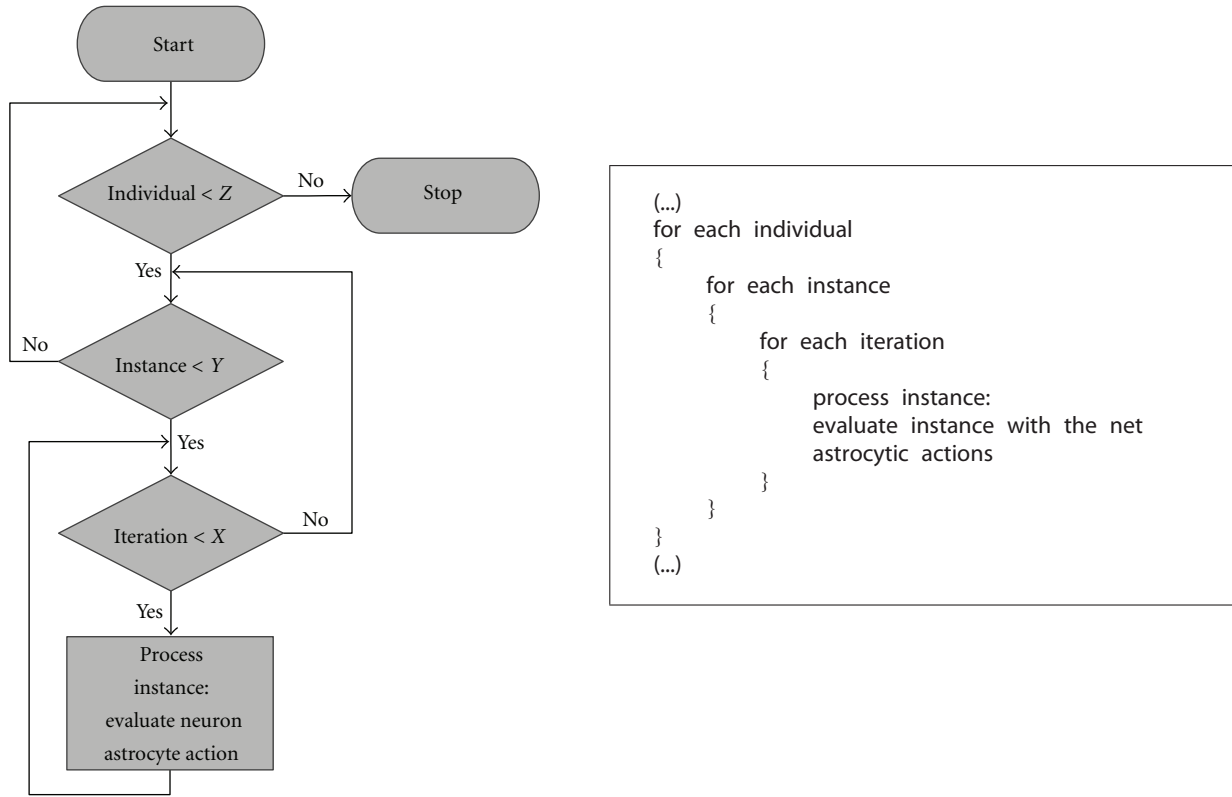 Start
Individual < Z
No
Stop
Yes
No
Instance < Y
Yes
Iteration < X
No
Yes
Process
instance:
evaluate neuron
astrocyte action
(...)
for each individual
{
for each instance
{
for each iteration
{
process instance:
evaluate instance with the net
astrocytic actions
}
}
}
(...)